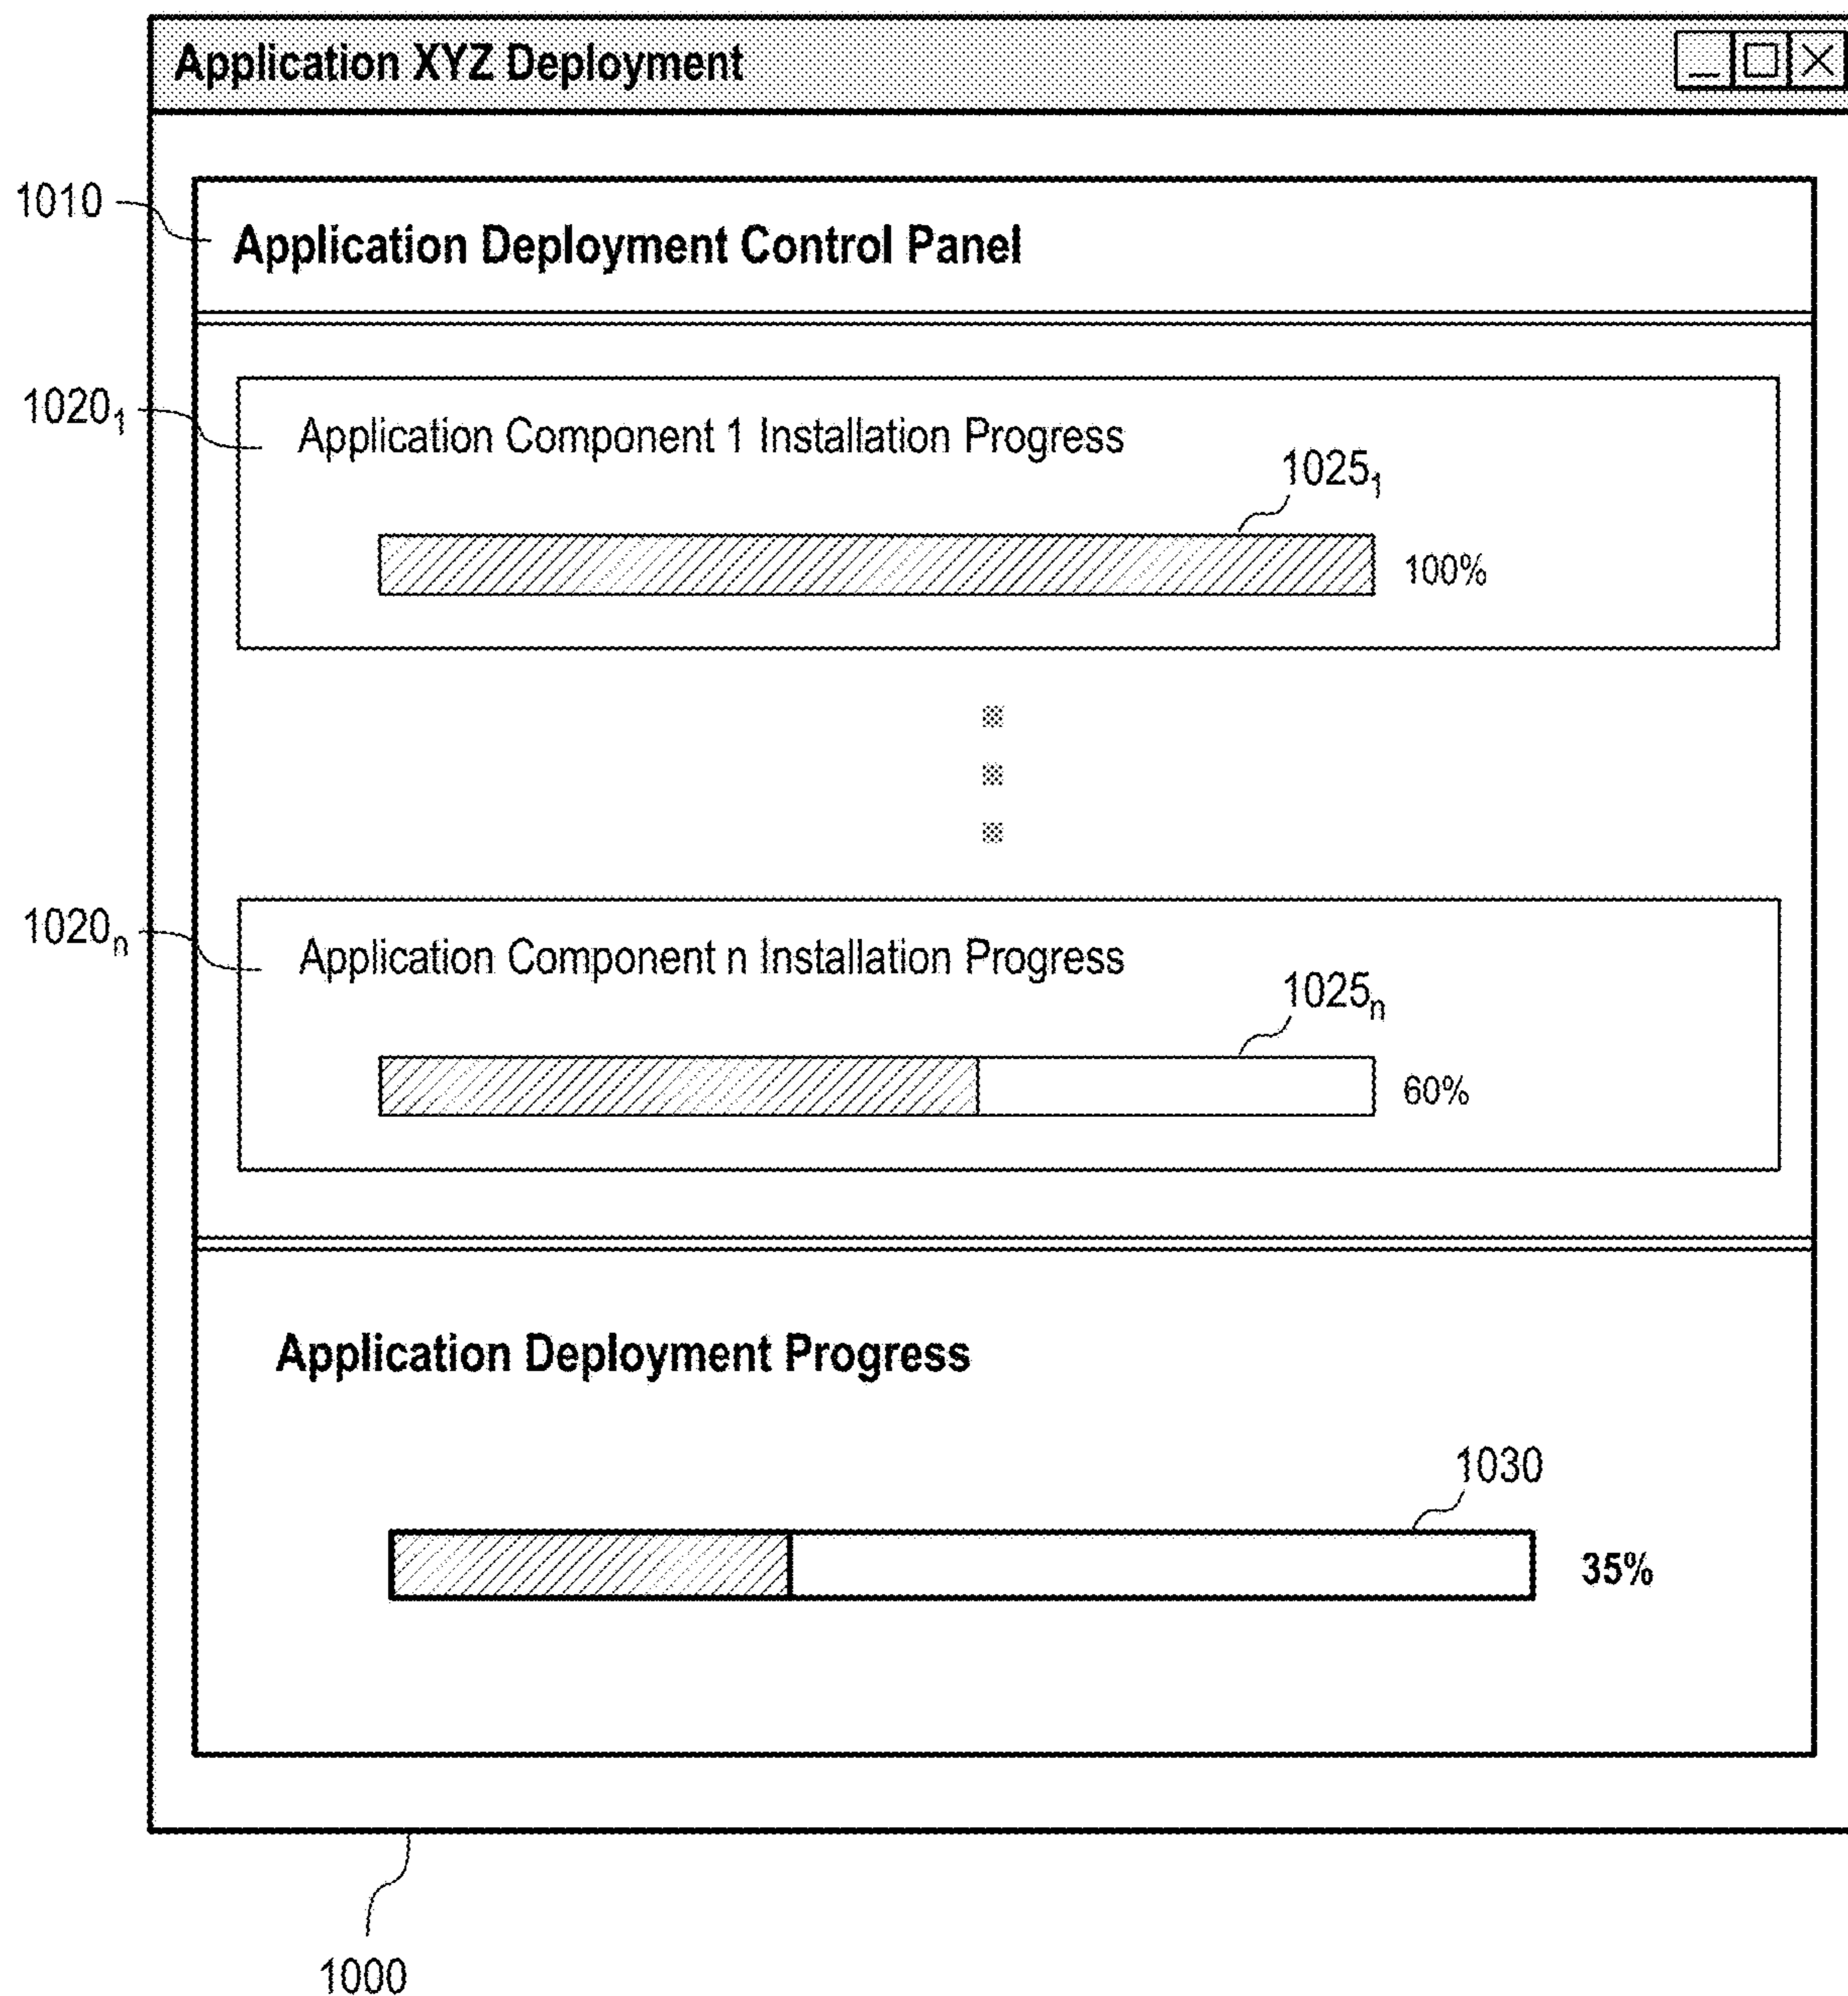 Application XYZ Deployment
1010
Application Deployment Control Panel
1020₁
Application Component 1 Installation Progress
1025₁
100%
1020ₙ
Application Component n Installation Progress
1025ₙ
60%
Application Deployment Progress
1030
35%
1000